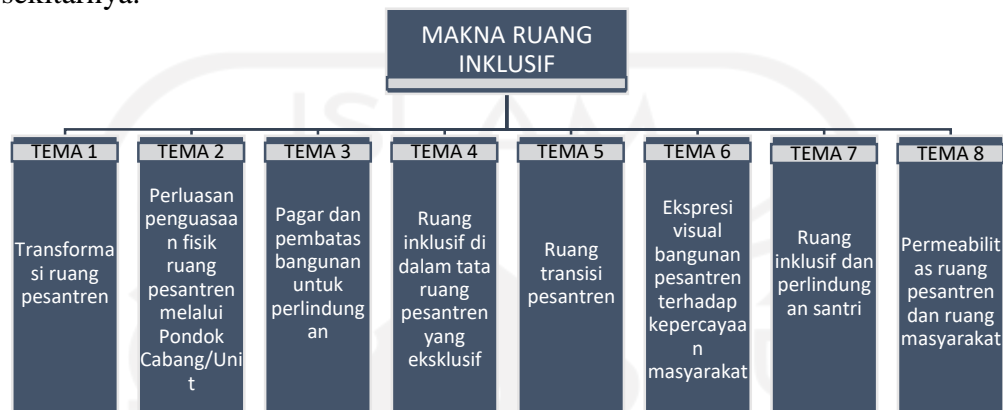 sekitarnya.
MAKNA RUANG
INKLUSIF
TEMA 1
Transforma
si ruang
pesantren
TEMA 2
Perluasan
penguasaa
n fisik
ruang
pesantren
melalui
Pondok
Cabang/Uni
t
TEMA 3
Pagar dan
pembatas
bangunan
untuk
perlindung
an
TEMA 4
Ruang
inklusif di
dalam tata
ruang
pesantren
yang
eksklusif
TEMA 5
Ruang
transisi
pesantren
TEMA 6
Ekspresi
visual
bangunan
pesantren
terhadap
kepercayaa
n
masyarakat
TEMA 7
Ruang
inklusif dan
perlindung
an santri
TEMA 8
Permeabilit
as ruang
pesantren
dan ruang
masyarakat
ISLAM